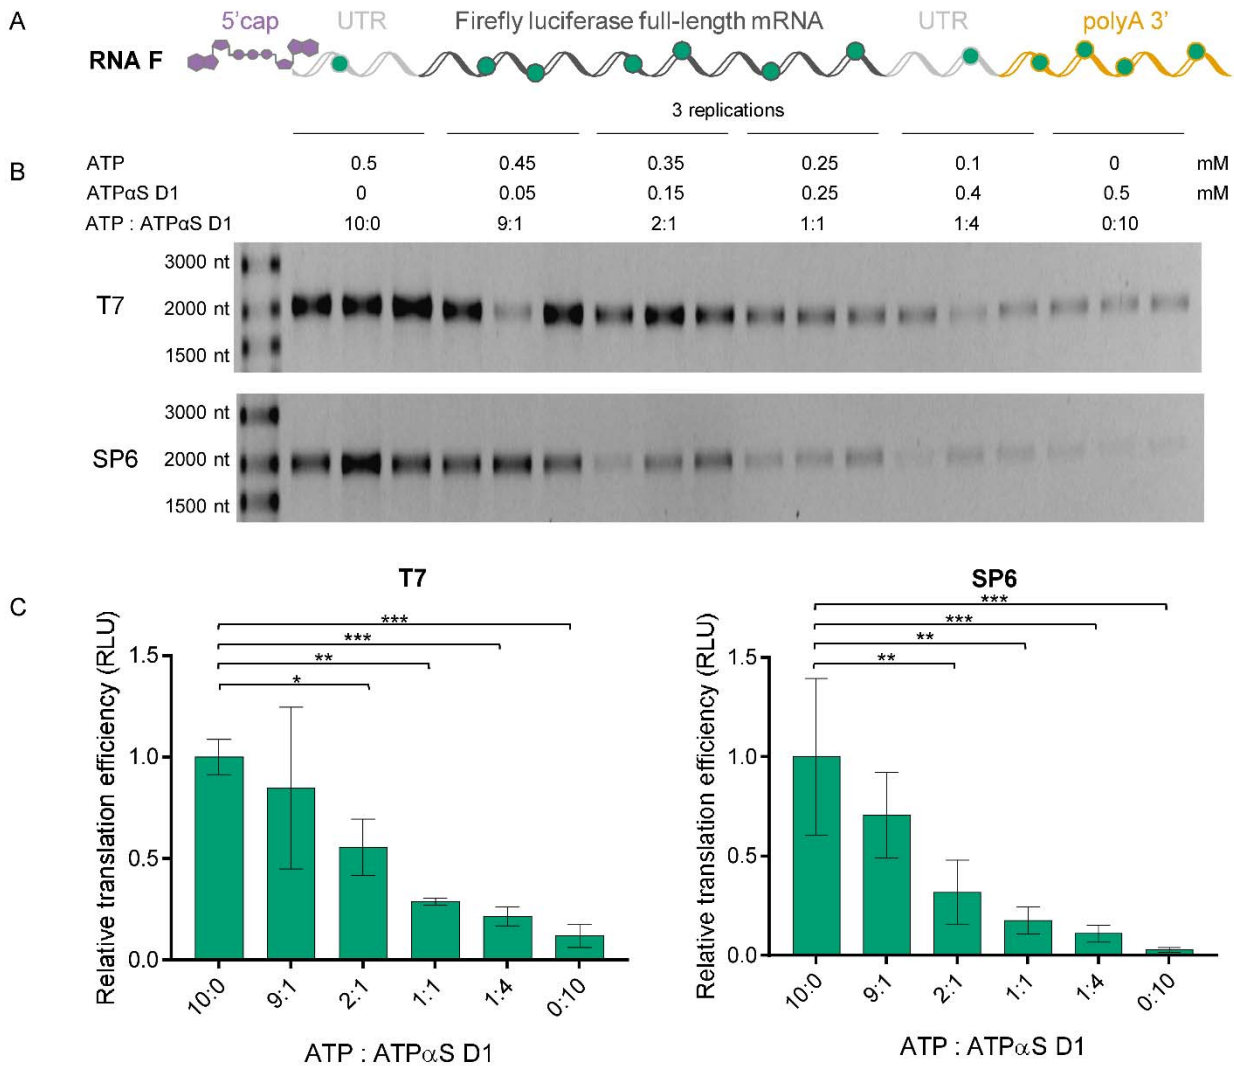 A
5'cap UTR Firefly luciferase full-length mRNA UTR polyA 3'
RNA F
3 replications
B
ATP 0.5 0.45 0.35 0.25 0.1 0 mM
ATPαS D1 0 0.05 0.15 0.25 0.4 0.5 mM
ATP : ATPαS D1 10:0 9:1 2:1 1:1 1:4 0:10
3000 nt
T7 2000 nt
1500 nt
3000 nt
SP6 2000 nt
1500 nt
C
T7
***
***
**
*
Relative translation efficiency (RLU)
1.5
1.0
0.5
0.0
10:0 9:1 2:1 1:1 1:4 0:10
ATP : ATPαS D1
SP6
***
***
**
**
Relative translation efficiency (RLU)
1.5
1.0
0.5
0.0
10:0 9:1 2:1 1:1 1:4 0:10
ATP : ATPαS D1